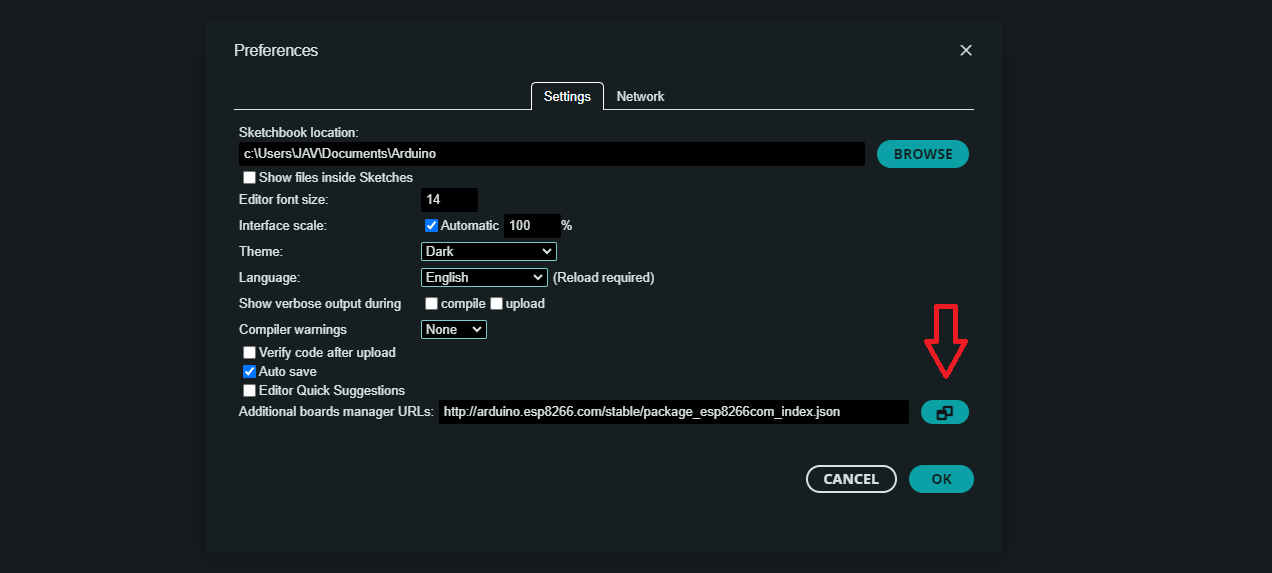 Preferences
Settings Network
Sketchbook location:
c:\Users\JAV\Documents\Arduino BROWSE
Show files inside Sketches
Editor font size: 14
Interface scale: Automatic 100 %
Theme: Dark
Language: English (Reload required)
Show verbose output during compile upload
Compiler warnings None
Verify code after upload
Auto save
Editor Quick Suggestions
Additional boards manager URLs: http://arduino.esp8266.com/stable/package_esp8266com_index.json
CANCEL OK